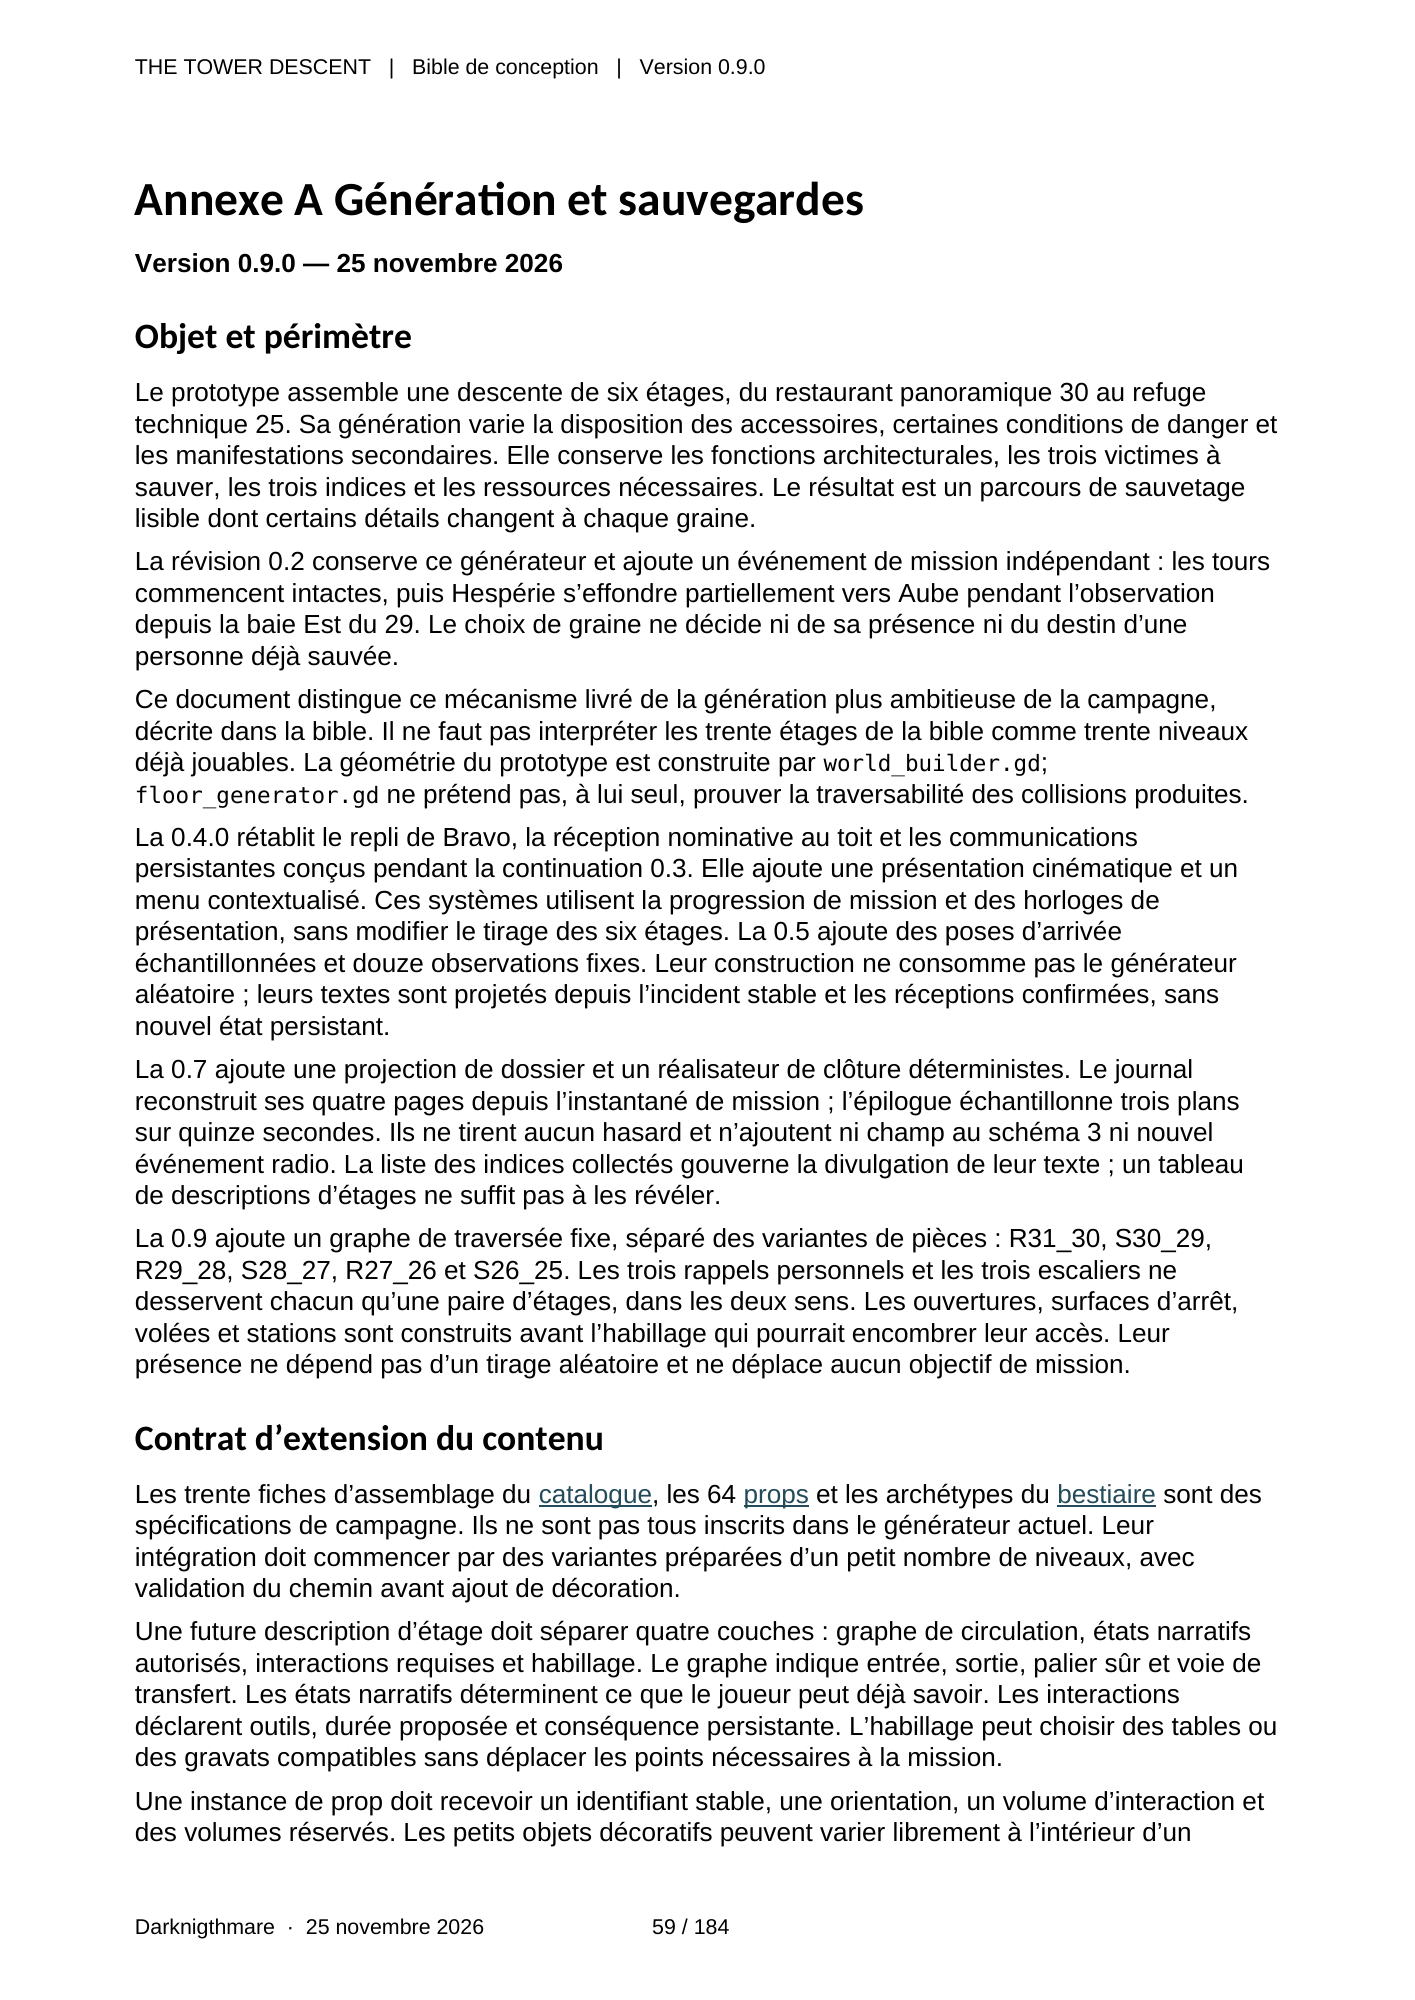 THE TOWER DESCENT | Bible de conception | Version 0.9.0
Annexe A Génération et sauvegardes
Version 0.9.0 — 25 novembre 2026
Objet et périmètre
Le prototype assemble une descente de six étages, du restaurant panoramique 30 au refuge
technique 25. Sa génération varie la disposition des accessoires, certaines conditions de danger et
les manifestations secondaires. Elle conserve les fonctions architecturales, les trois victimes à
sauver, les trois indices et les ressources nécessaires. Le résultat est un parcours de sauvetage
lisible dont certains détails changent à chaque graine.
La révision 0.2 conserve ce générateur et ajoute un événement de mission indépendant : les tours
commencent intactes, puis Hespérie s’effondre partiellement vers Aube pendant l’observation
depuis la baie Est du 29. Le choix de graine ne décide ni de sa présence ni du destin d’une
personne déjà sauvée.
Ce document distingue ce mécanisme livré de la génération plus ambitieuse de la campagne,
décrite dans la bible. Il ne faut pas interpréter les trente étages de la bible comme trente niveaux
déjà jouables. La géométrie du prototype est construite par world_builder.gd;
floor_generator.gd ne prétend pas, à lui seul, prouver la traversabilité des collisions produites.
La 0.4.0 rétablit le repli de Bravo, la réception nominative au toit et les communications
persistantes conçus pendant la continuation 0.3. Elle ajoute une présentation cinématique et un
menu contextualisé. Ces systèmes utilisent la progression de mission et des horloges de
présentation, sans modifier le tirage des six étages. La 0.5 ajoute des poses d’arrivée
échantillonnées et douze observations fixes. Leur construction ne consomme pas le générateur
aléatoire ; leurs textes sont projetés depuis l’incident stable et les réceptions confirmées, sans
nouvel état persistant.
La 0.7 ajoute une projection de dossier et un réalisateur de clôture déterministes. Le journal
reconstruit ses quatre pages depuis l’instantané de mission ; l’épilogue échantillonne trois plans
sur quinze secondes. Ils ne tirent aucun hasard et n’ajoutent ni champ au schéma 3 ni nouvel
événement radio. La liste des indices collectés gouverne la divulgation de leur texte ; un tableau
de descriptions d’étages ne suffit pas à les révéler.
La 0.9 ajoute un graphe de traversée fixe, séparé des variantes de pièces : R31_30, S30_29,
R29_28, S28_27, R27_26 et S26_25. Les trois rappels personnels et les trois escaliers ne
desservent chacun qu’une paire d’étages, dans les deux sens. Les ouvertures, surfaces d’arrêt,
volées et stations sont construits avant l’habillage qui pourrait encombrer leur accès. Leur
présence ne dépend pas d’un tirage aléatoire et ne déplace aucun objectif de mission.
Contrat d’extension du contenu
Les trente fiches d’assemblage du catalogue, les 64 props et les archétypes du bestiaire sont des
spécifications de campagne. Ils ne sont pas tous inscrits dans le générateur actuel. Leur
intégration doit commencer par des variantes préparées d’un petit nombre de niveaux, avec
validation du chemin avant ajout de décoration.
Une future description d’étage doit séparer quatre couches : graphe de circulation, états narratifs
autorisés, interactions requises et habillage. Le graphe indique entrée, sortie, palier sûr et voie de
transfert. Les états narratifs déterminent ce que le joueur peut déjà savoir. Les interactions
déclarent outils, durée proposée et conséquence persistante. L’habillage peut choisir des tables ou
des gravats compatibles sans déplacer les points nécessaires à la mission.
Une instance de prop doit recevoir un identifiant stable, une orientation, un volume d’interaction et
des volumes réservés. Les petits objets décoratifs peuvent varier librement à l’intérieur d’un
Darknigthmare · 25 novembre 2026 59 / 184